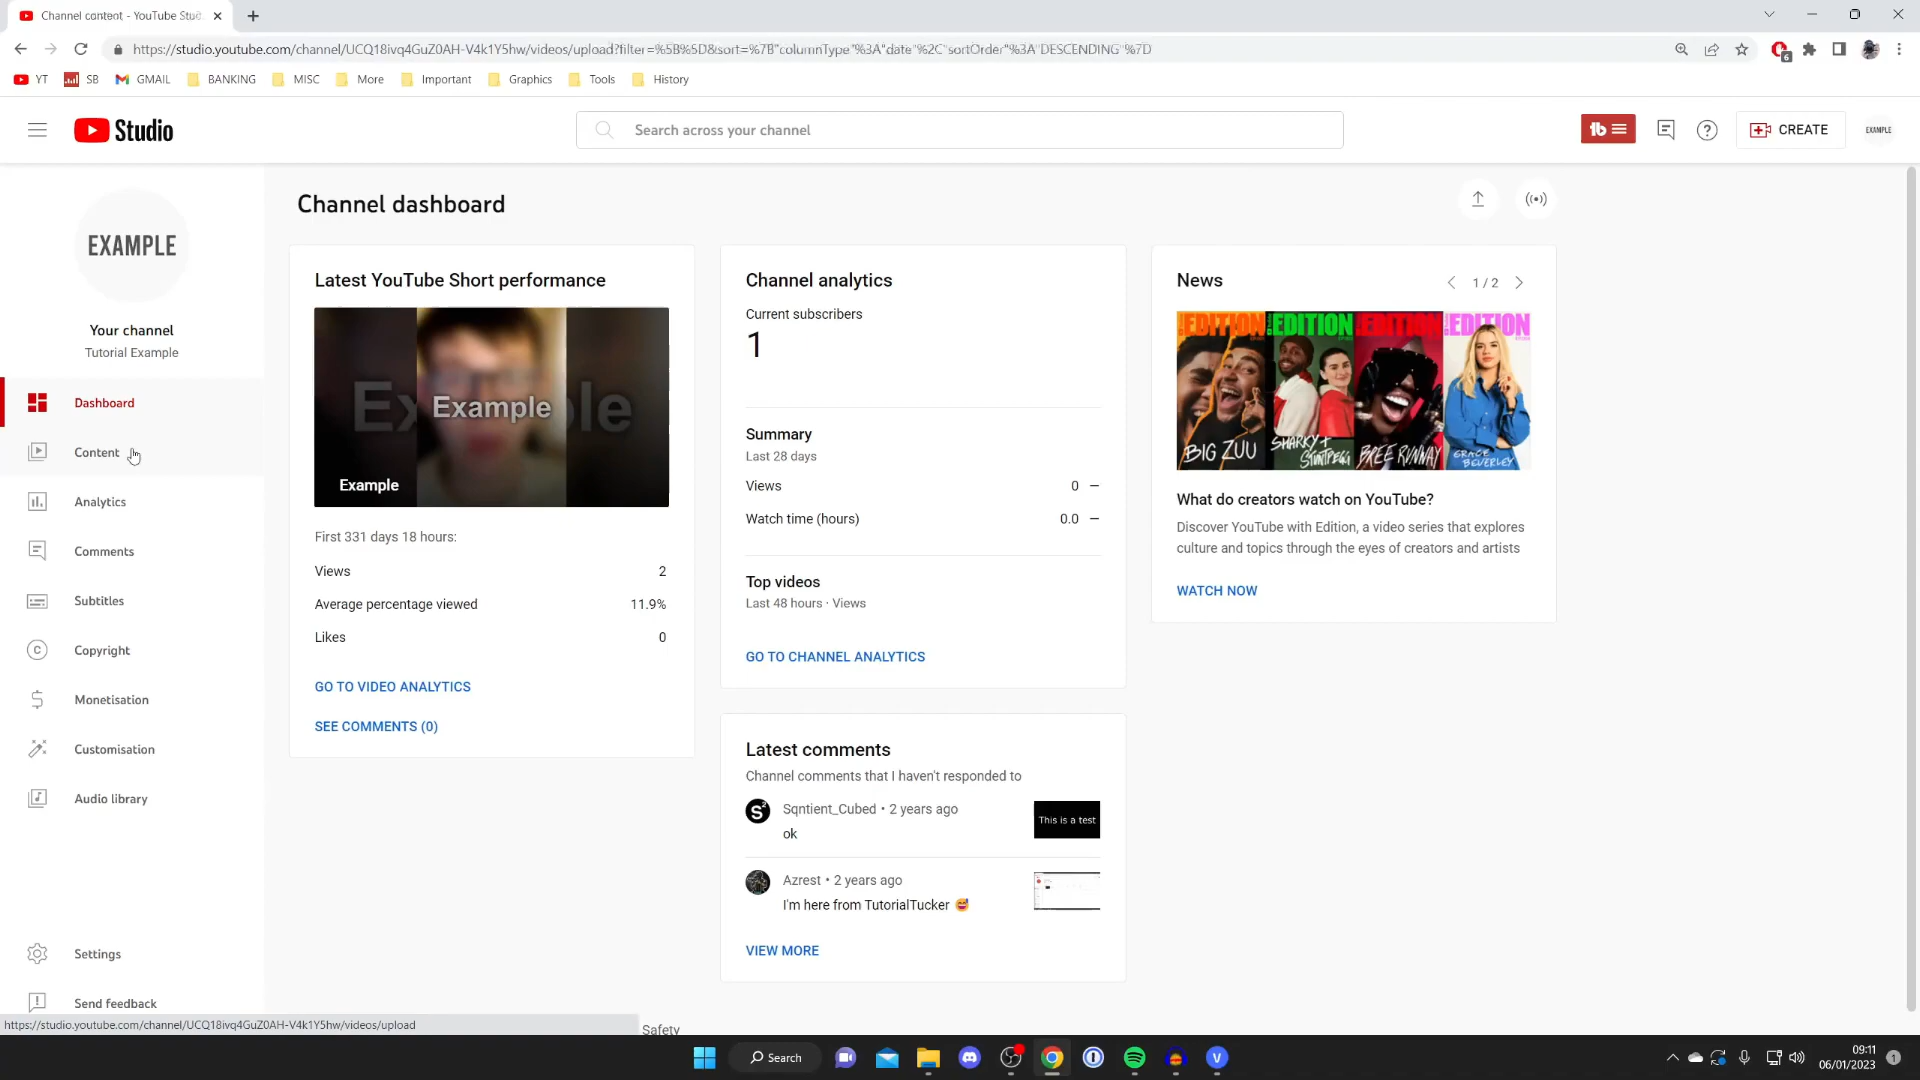 Channel content - YouTube Stud
https://studio.youtube.com/channel/UCQ18ivq4GuZ0AH-V4k1Y5hw/videos/upload?filter=%5B%5D&sort=%7B"columnType"%3A"date"%2C"sortOrder"%3A"DESCENDING"%7D
6
YT SB GMAIL BANKING MISC More Important Graphics Tools History
Studio
Search across your channel
tb
CREATE
EXAMPLE
EXAMPLE
Your channel
Tutorial Example
Dashboard
Content
Analytics
Comments
Subtitles
Copyright
Monetisation
Customisation
Audio library
Settings
Send feedback
Channel dashboard
Latest YouTube Short performance
Example
Example
First 331 days 18 hours:
Views 2
Average percentage viewed 11.9%
Likes 0
GO TO VIDEO ANALYTICS
SEE COMMENTS (0)
Channel analytics
Current subscribers
1
Summary
Last 28 days
Views 0 —
Watch time (hours) 0.0 —
Top videos
Last 48 hours · Views
GO TO CHANNEL ANALYTICS
Latest comments
Channel comments that I haven't responded to
Sqntient_Cubed • 2 years ago
ok
This is a test
Azrest • 2 years ago
I'm here from TutorialTucker 😅
VIEW MORE
News
1 / 2
EDITION EDITION EDITION EDITION
BIG ZUU SHARKY + STUNTPEGG BREE RUNWAY GRACE BEVERLEY
What do creators watch on YouTube?
Discover YouTube with Edition, a video series that explores
culture and topics through the eyes of creators and artists
WATCH NOW
https://studio.youtube.com/channel/UCQ18ivq4GuZ0AH-V4k1Y5hw/videos/upload
Safety
Search
09:11
06/01/2023
1